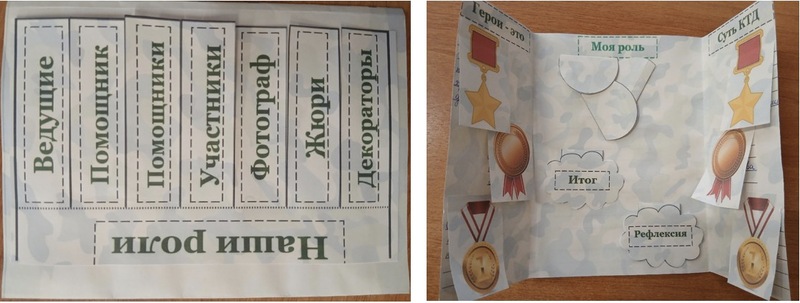 Ведущие
Помощник
Помощники
Участники
Фотограф
Жюри
Декораторы
Наши роли
Герои - это
Моя роль
Суть КТД
Итог
Рефлексия